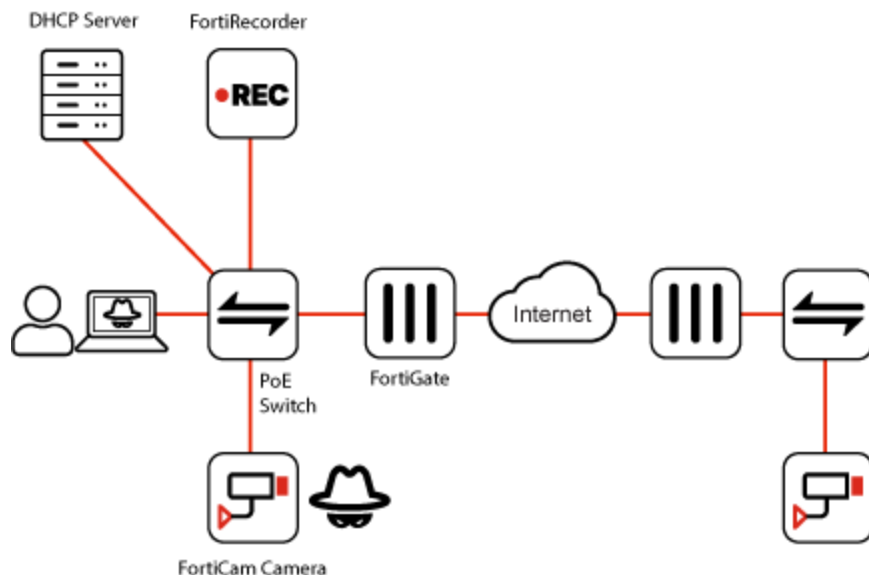 DHCP Server
FortiRecorder
REC
Internet
PoE
Switch
FortiGate
FortiCam Camera